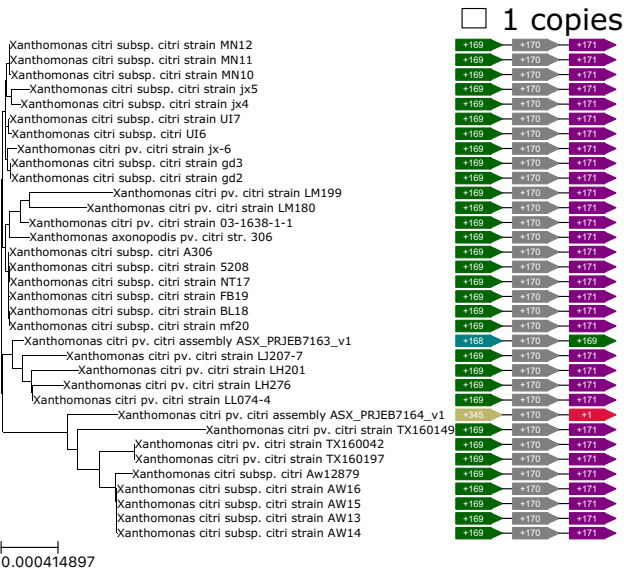 1 copies
Xanthomonas citri subsp. citri strain MN12 +169 +170 +171
Xanthomonas citri subsp. citri strain MN11 +169 +170 +171
Xanthomonas citri subsp. citri strain MN10 +169 +170 +171
Xanthomonas citri subsp. citri strain jx5 +169 +170 +171
Xanthomonas citri subsp. citri strain jx4 +169 +170 +171
Xanthomonas citri subsp. citri strain UI7 +169 +170 +171
Xanthomonas citri subsp. citri UI6 +169 +170 +171
Xanthomonas citri pv. citri strain jx-6 +169 +170 +171
Xanthomonas citri subsp. citri strain gd3 +169 +170 +171
Xanthomonas citri subsp. citri strain gd2 +169 +170 +171
Xanthomonas citri pv. citri strain LM199 +169 +170 +171
Xanthomonas citri pv. citri strain LM180 +169 +170 +171
Xanthomonas citri pv. citri strain 03-1638-1-1 +169 +170 +171
Xanthomonas axonopodis pv. citri str. 306 +169 +170 +171
Xanthomonas citri subsp. citri A306 +169 +170 +171
Xanthomonas citri subsp. citri strain 5208 +169 +170 +171
Xanthomonas citri subsp. citri strain NT17 +169 +170 +171
Xanthomonas citri subsp. citri strain FB19 +169 +170 +171
Xanthomonas citri subsp. citri strain BL18 +169 +170 +171
Xanthomonas citri subsp. citri strain mf20 +169 +170 +171
Xanthomonas citri pv. citri assembly ASX_PRJEB7163_v1 +168 +170 +169
Xanthomonas citri pv. citri strain LJ207-7 +169 +170 +171
Xanthomonas citri pv. citri strain LH201 +169 +170 +171
Xanthomonas citri pv. citri strain LH276 +169 +170 +171
Xanthomonas citri pv. citri strain LL074-4 +169 +170 +171
Xanthomonas citri pv. citri assembly ASX_PRJEB7164_v1 +345 +170 +1
Xanthomonas citri pv. citri strain TX160149 +169 +170 +171
Xanthomonas citri pv. citri strain TX160042 +169 +170 +171
Xanthomonas citri pv. citri strain TX160197 +169 +170 +171
Xanthomonas citri subsp. citri Aw12879 +169 +170 +171
Xanthomonas citri subsp. citri strain AW16 +169 +170 +171
Xanthomonas citri subsp. citri strain AW15 +169 +170 +171
Xanthomonas citri subsp. citri strain AW13 +169 +170 +171
Xanthomonas citri subsp. citri strain AW14 +169 +170 +171
0.000414897